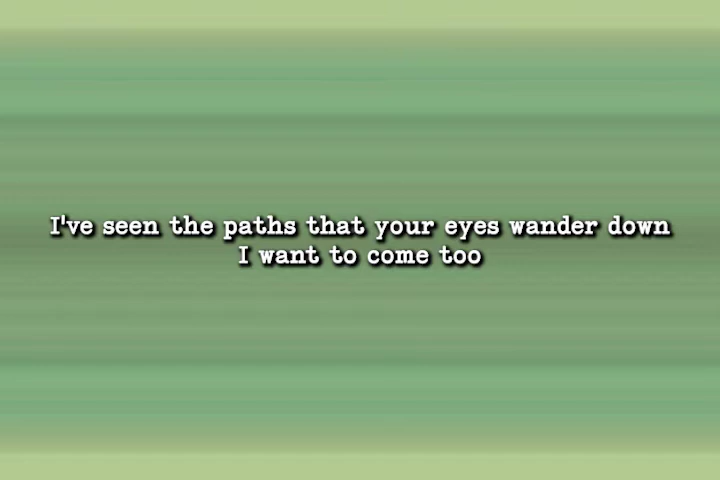 I've seen the paths that your eyes wander down
I want to come too